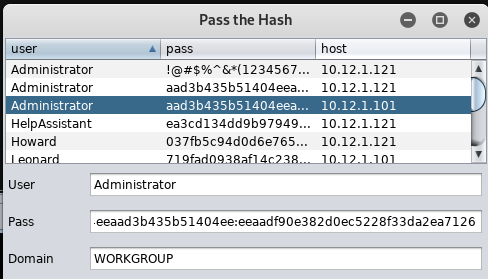 Pass the Hash
user pass host
Administrator !@#$%^&*(1234567... 10.12.1.121
Administrator aad3b435b51404eea... 10.12.1.121
Administrator aad3b435b51404eea... 10.12.1.101
HelpAssistant ea3cd134dd9b97949... 10.12.1.121
Howard 037fb5c94d0d6e765... 10.12.1.121
Leonard 719fad0938af14c238... 10.12.1.101
User Administrator
Pass eeaad3b435b51404ee:eeaadf90e382d0ec5228f33da2ea7126
Domain WORKGROUP